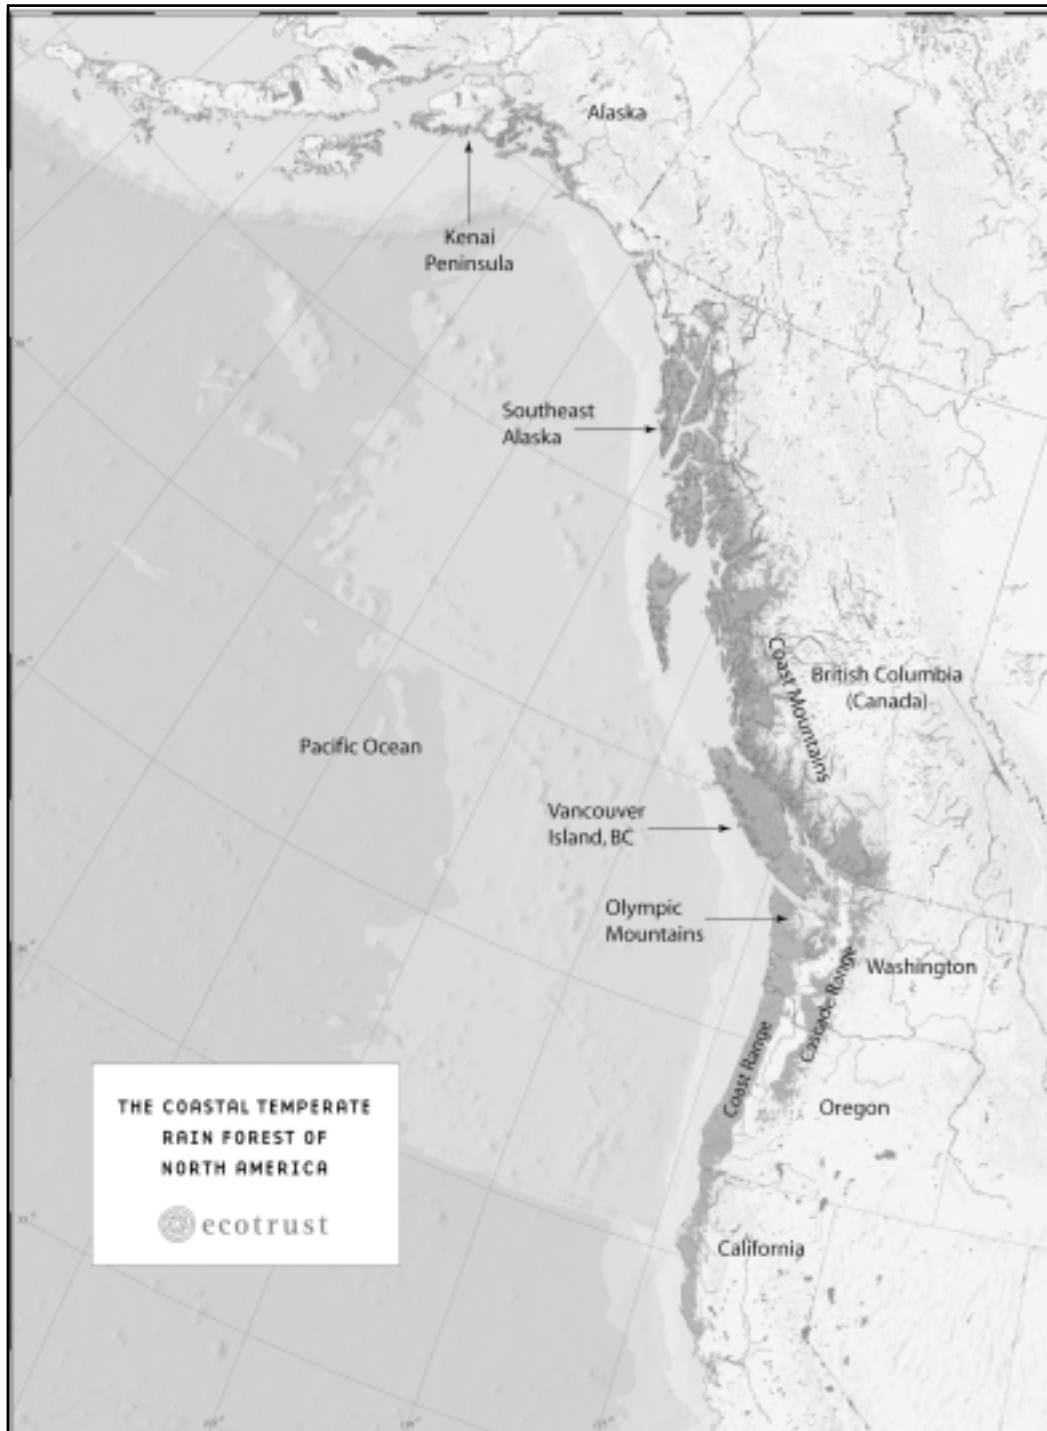 Alaska
Kenai
Peninsula
Southeast
Alaska
Coast Mountains
British Columbia
(Canada)
Pacific Ocean
Vancouver
Island, BC
Olympic
Mountains
Washington
Cascade Range
Coast Range
THE COASTAL TEMPERATE
RAIN FOREST OF
NORTH AMERICA
ecotrust
Oregon
California